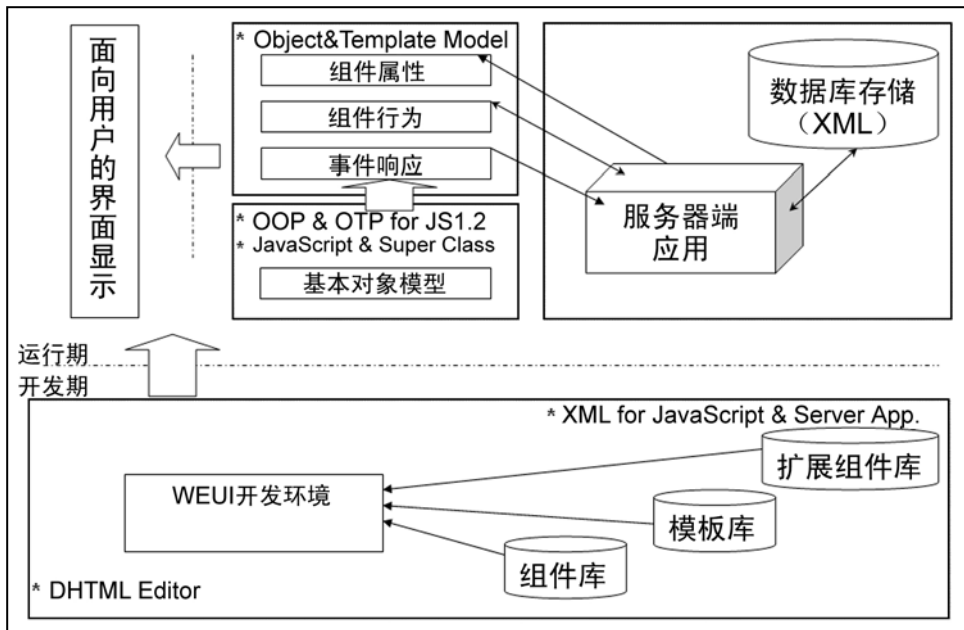 面向用户的界面显示
* Object&Template Model
组件属性
组件行为
事件响应
* OOP & OTP for JS1.2
* JavaScript & Super Class
基本对象模型
数据库存储
（XML）
服务器端
应用
运行期
开发期
* XML for JavaScript & Server App.
扩展组件库
WEUI开发环境
模板库
组件库
* DHTML Editor